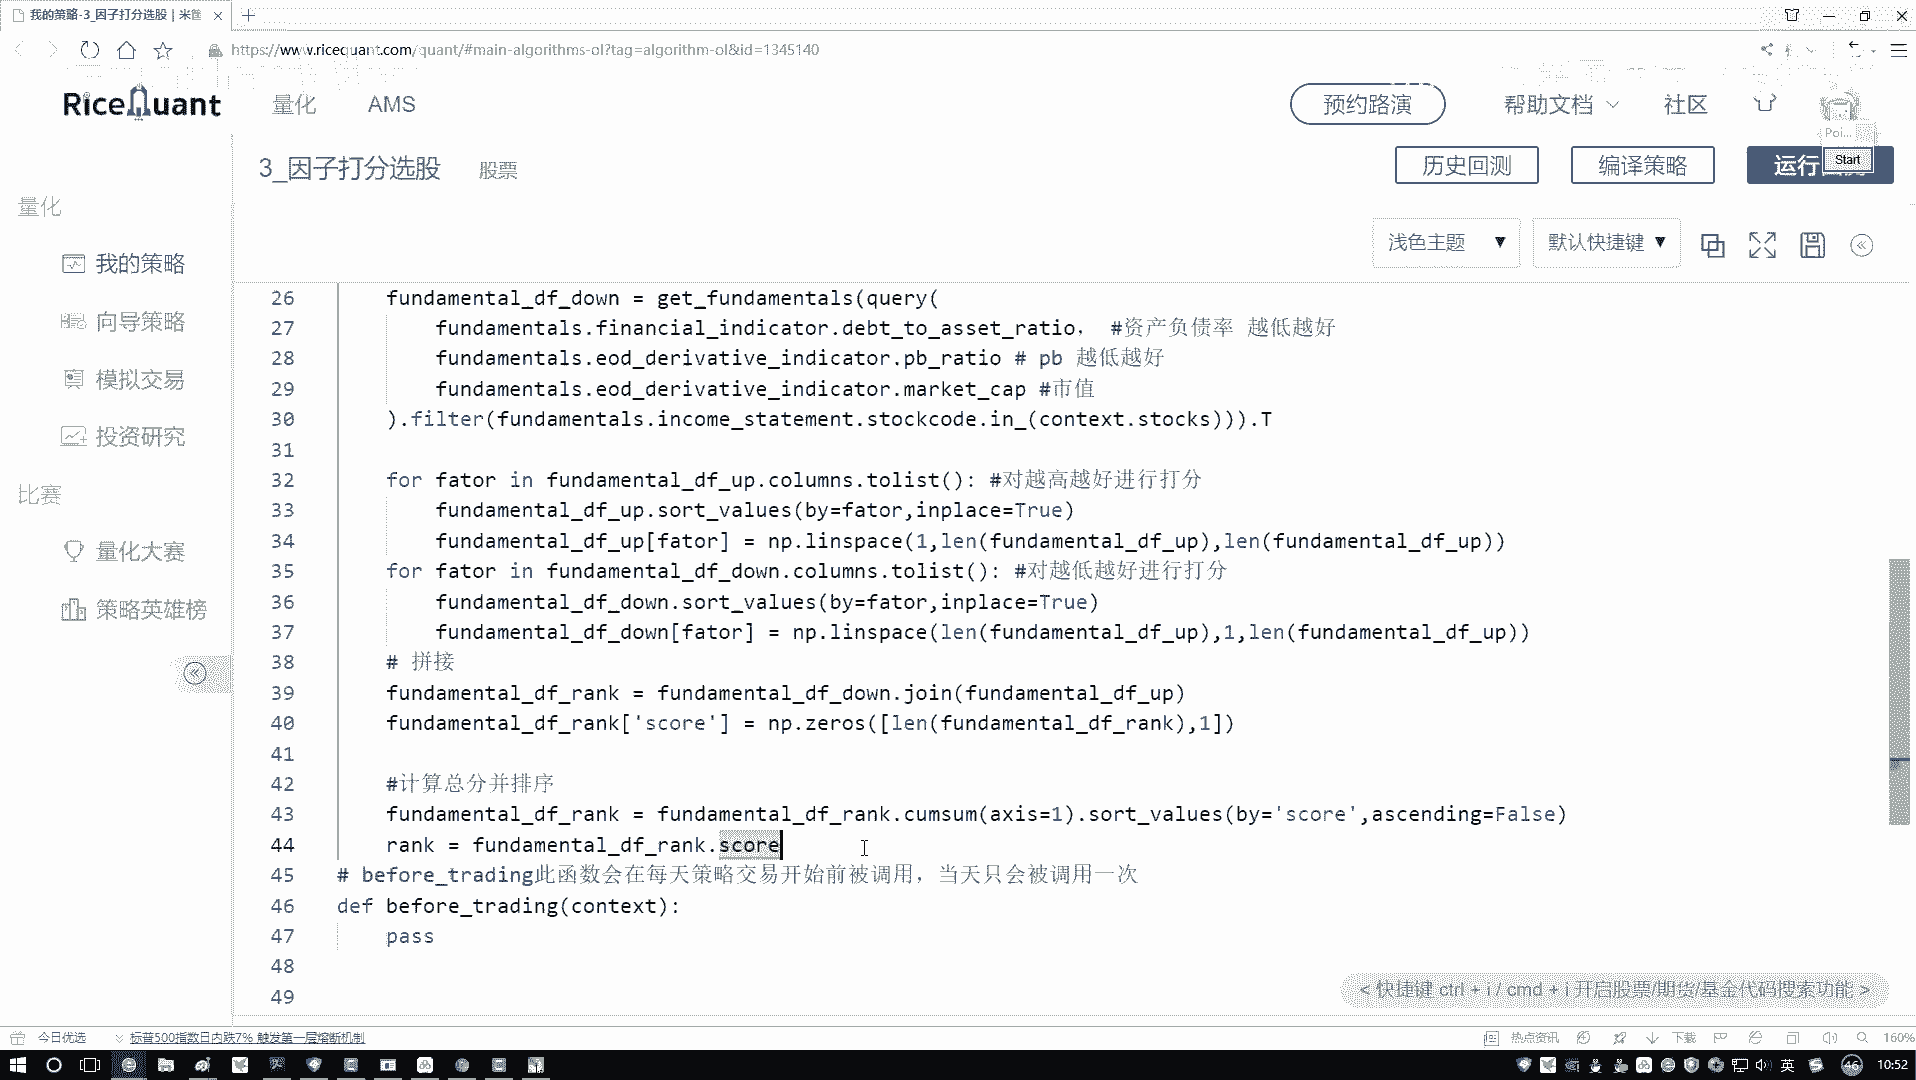 我的策略-3_因子打分选股 | 米筐
https://www.ricequant.com/quant/#main-algorithms-ol?tag=algorithm-ol&id=1345140
RiceQuant 量化 AMS 预约路演 帮助文档 社区
Poi...
3_因子打分选股 股票 历史回测 编译策略 运行
Start
量化
浅色主题 默认快捷键
我的策略
向导策略
模拟交易
投资研究
比赛
量化大赛
策略英雄榜
26 fundamental_df_down = get_fundamentals(query(
27 fundamentals.financial_indicator.debt_to_asset_ratio, #资产负债率 越低越好
28 fundamentals.eod_derivative_indicator.pb_ratio # pb 越低越好
29 fundamentals.eod_derivative_indicator.market_cap #市值
30 ).filter(fundamentals.income_statement.stockcode.in_(context.stocks))).T
31
32 for fator in fundamental_df_up.columns.tolist(): #对越高越好进行打分
33 fundamental_df_up.sort_values(by=fator,inplace=True)
34 fundamental_df_up[fator] = np.linspace(1,len(fundamental_df_up),len(fundamental_df_up))
35 for fator in fundamental_df_down.columns.tolist(): #对越低越好进行打分
36 fundamental_df_down.sort_values(by=fator,inplace=True)
37 fundamental_df_down[fator] = np.linspace(len(fundamental_df_up),1,len(fundamental_df_up))
38 # 拼接
39 fundamental_df_rank = fundamental_df_down.join(fundamental_df_up)
40 fundamental_df_rank['score'] = np.zeros([len(fundamental_df_rank),1])
41
42 #计算总分并排序
43 fundamental_df_rank = fundamental_df_rank.cumsum(axis=1).sort_values(by='score',ascending=False)
44 rank = fundamental_df_rank.score
45 # before_trading此函数会在每天策略交易开始前被调用，当天只会被调用一次
46 def before_trading(context):
47 pass
48
49
< 快捷键 ctrl + i / cmd + i 开启股票/期货/基金代码搜索功能 >
今日优选 标普500指数日内跌7% 触发第一层熔断机制 热点资讯 下载 160%
英 46 10:52